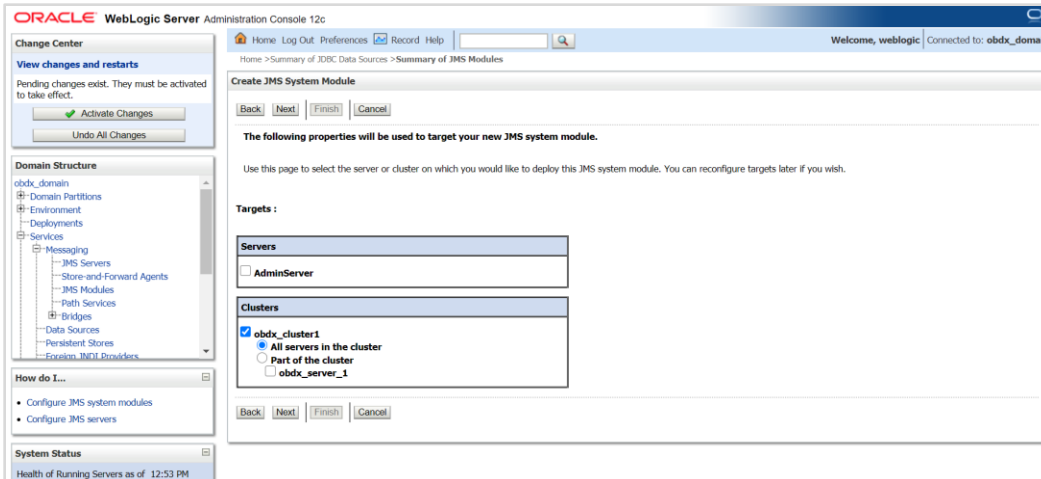 ORACLE WebLogic Server Administration Console 12c
Change Center
View changes and restarts
Pending changes exist. They must be activated
to take effect.
Activate Changes
Undo All Changes
Domain Structure
obdx_domain
Domain Partitions
Environment
Deployments
Services
Messaging
JMS Servers
Store-and-Forward Agents
JMS Modules
Path Services
Bridges
Data Sources
Persistent Stores
Foreign JNDI Providers
How do I...
Configure JMS system modules
Configure JMS servers
System Status
Health of Running Servers as of 12:53 PM
Home Log Out Preferences Record Help
Welcome, weblogic Connected to: obdx_doma
Home >Summary of JDBC Data Sources >Summary of JMS Modules
Create JMS System Module
Back Next Finish Cancel
The following properties will be used to target your new JMS system module.
Use this page to select the server or cluster on which you would like to deploy this JMS system module. You can reconfigure targets later if you wish.
Targets :
Servers
AdminServer
Clusters
obdx_cluster1
All servers in the cluster
Part of the cluster
obdx_server_1
Back Next Finish Cancel